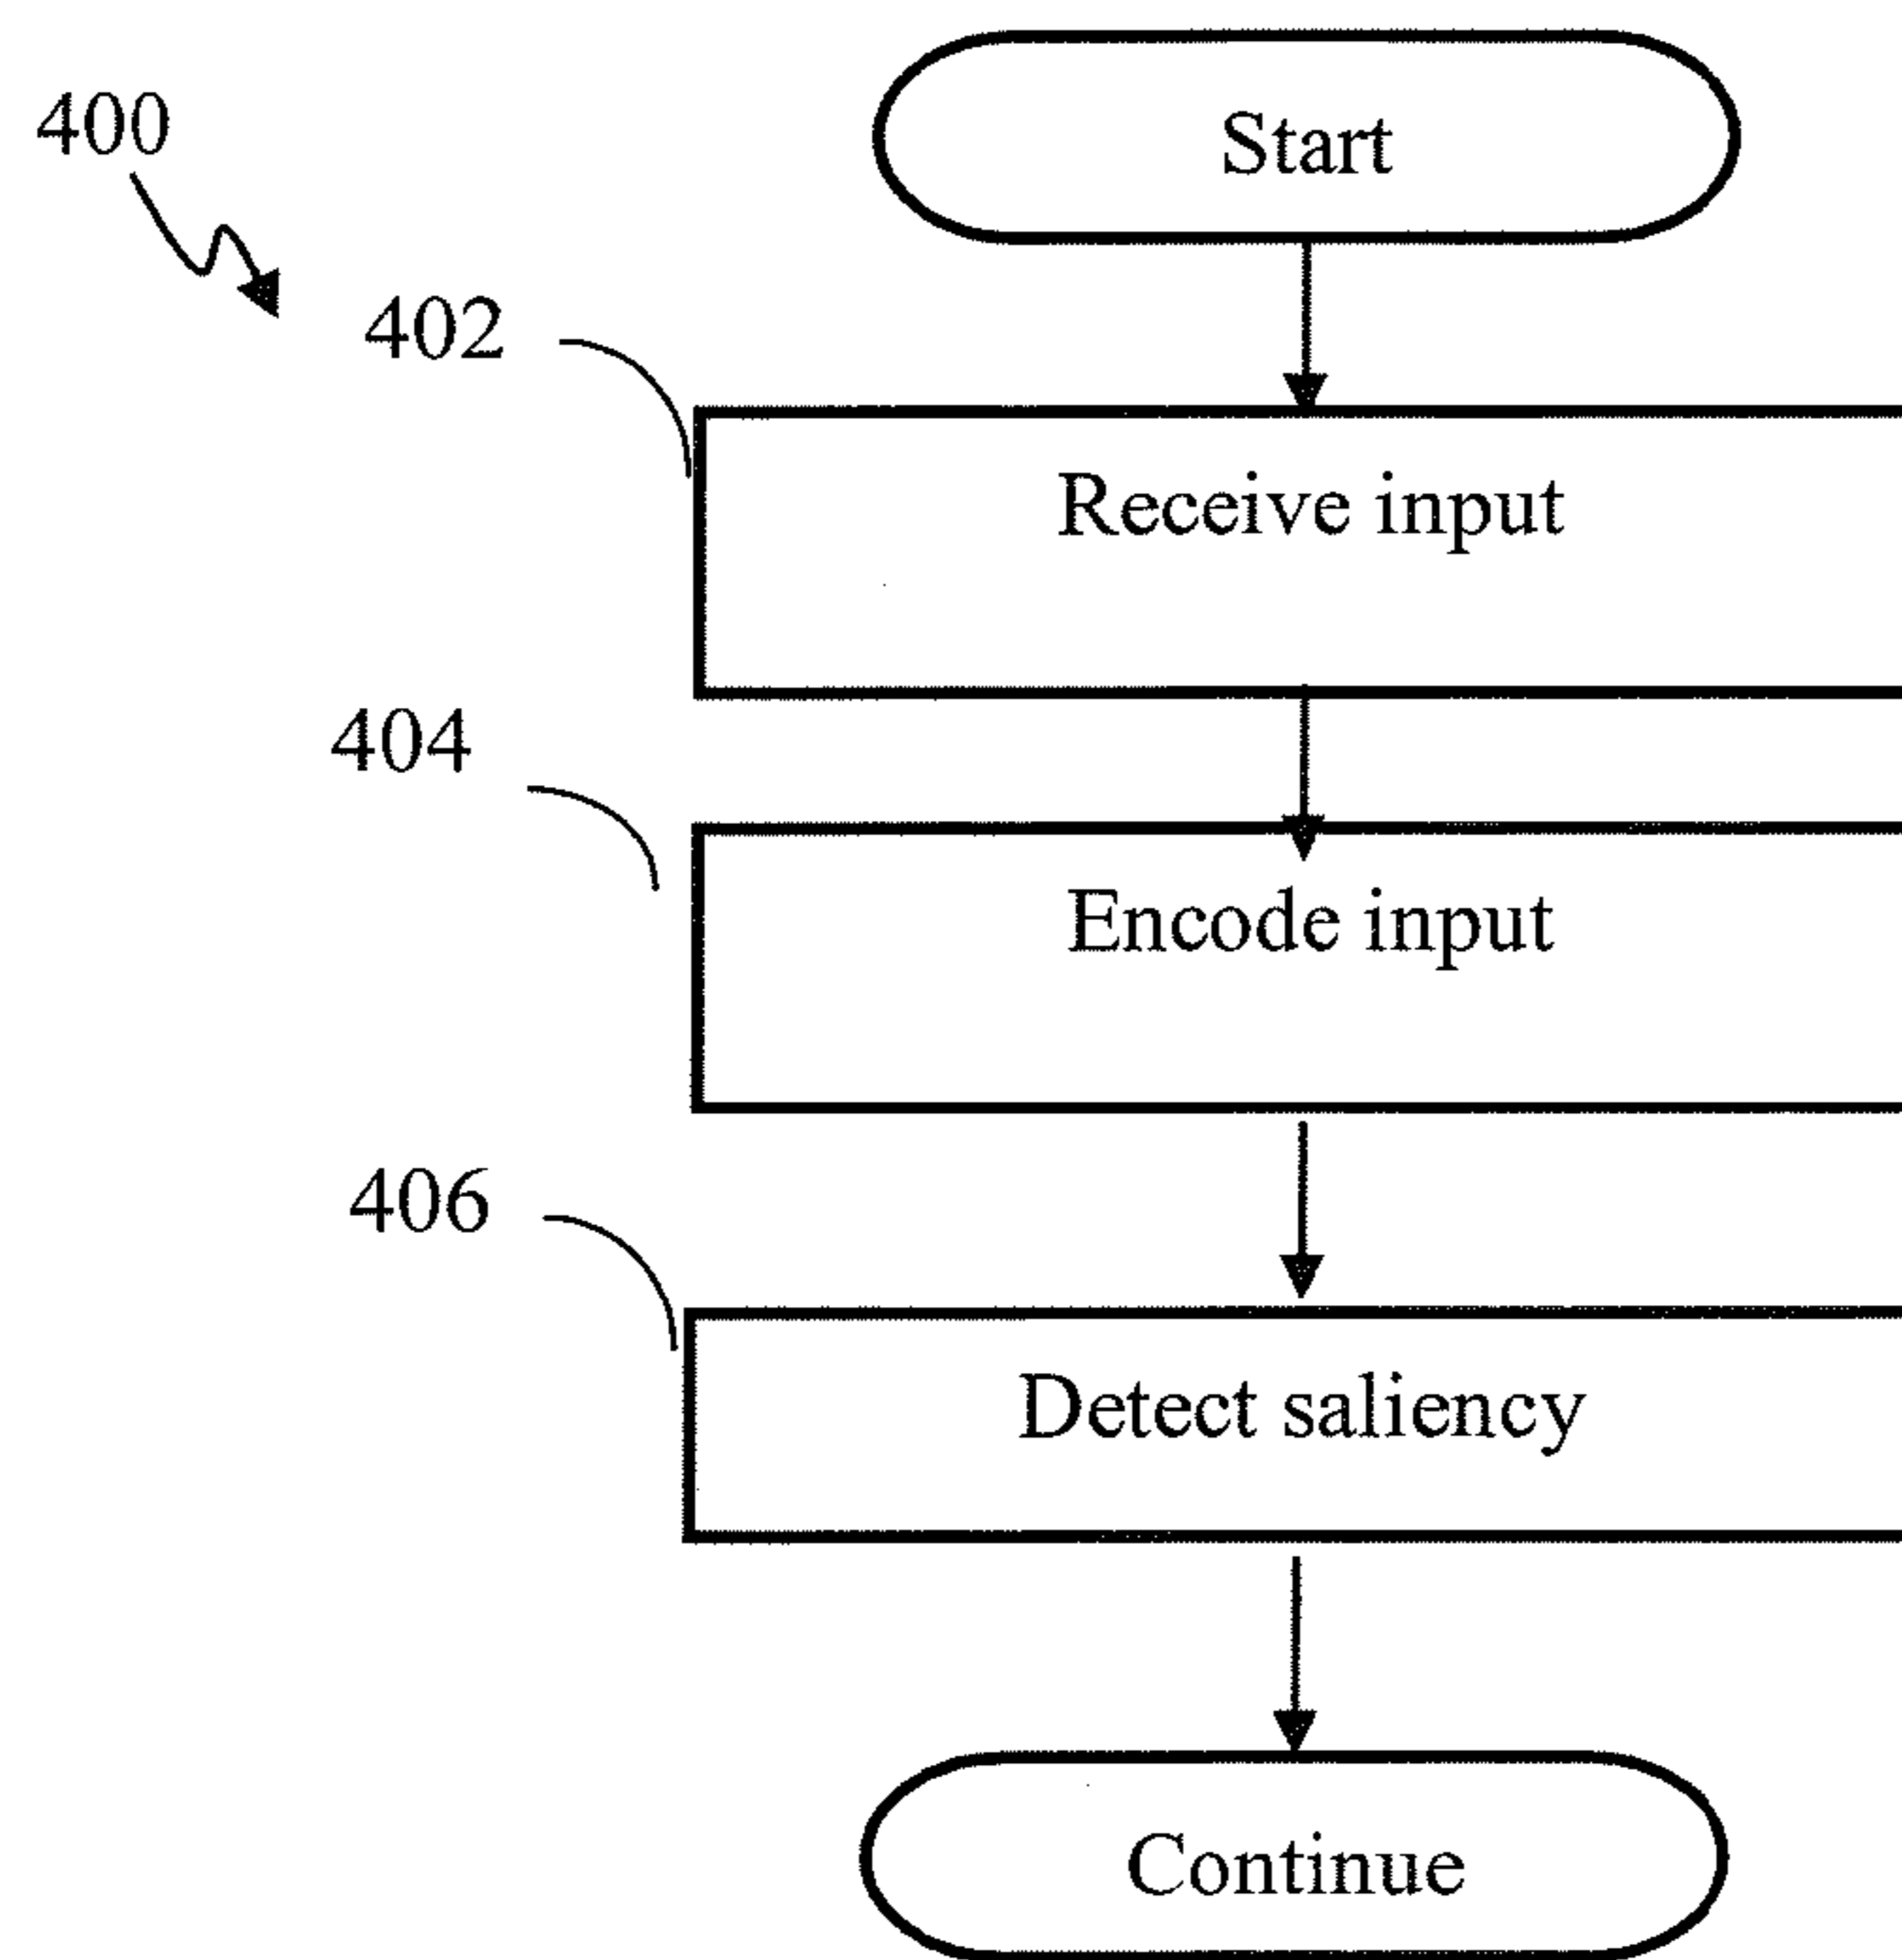 400
Start
402
Receive input
404
Encode input
406
Detect saliency
Continue